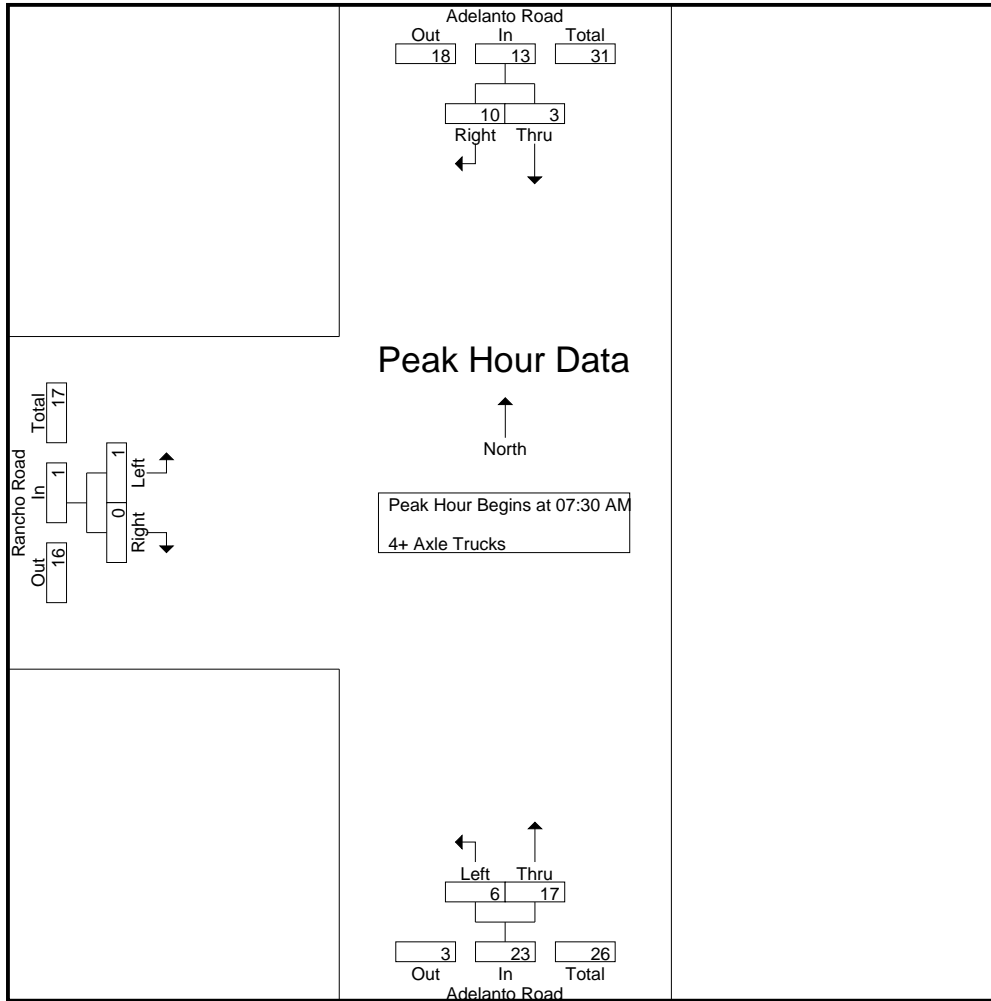 Adelanto Road
Out In Total
18 13 31
10 3
Right Thru
Peak Hour Data
North
Peak Hour Begins at 07:30 AM
4+ Axle Trucks
Rancho Road
Out In Total
16 1 17
0 1
Right Left
Left Thru
6 17
3 23 26
Out In Total
Adelanto Road